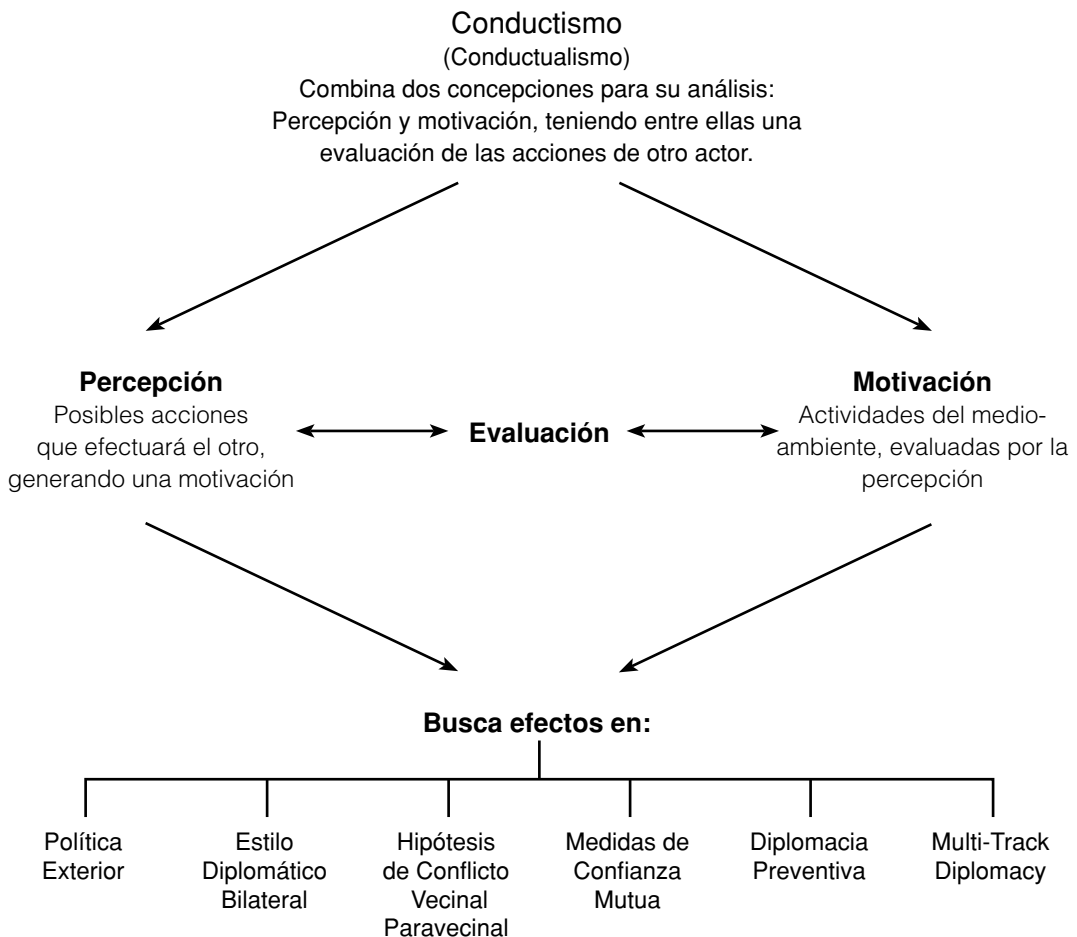 Conductismo
(Conductualismo)
Combina dos concepciones para su análisis:
Percepción y motivación, teniendo entre ellas una
evaluación de las acciones de otro actor.
Percepción
Posibles acciones
que efectuará el otro,
generando una motivación
Evaluación
Motivación
Actividades del medio-
ambiente, evaluadas por la
percepción
Busca efectos en:
Política
Exterior
Estilo
Diplomático
Bilateral
Hipótesis
de Conflicto
Vecinal
Paravecinal
Medidas de
Confianza
Mutua
Diplomacia
Preventiva
Multi-Track
Diplomacy